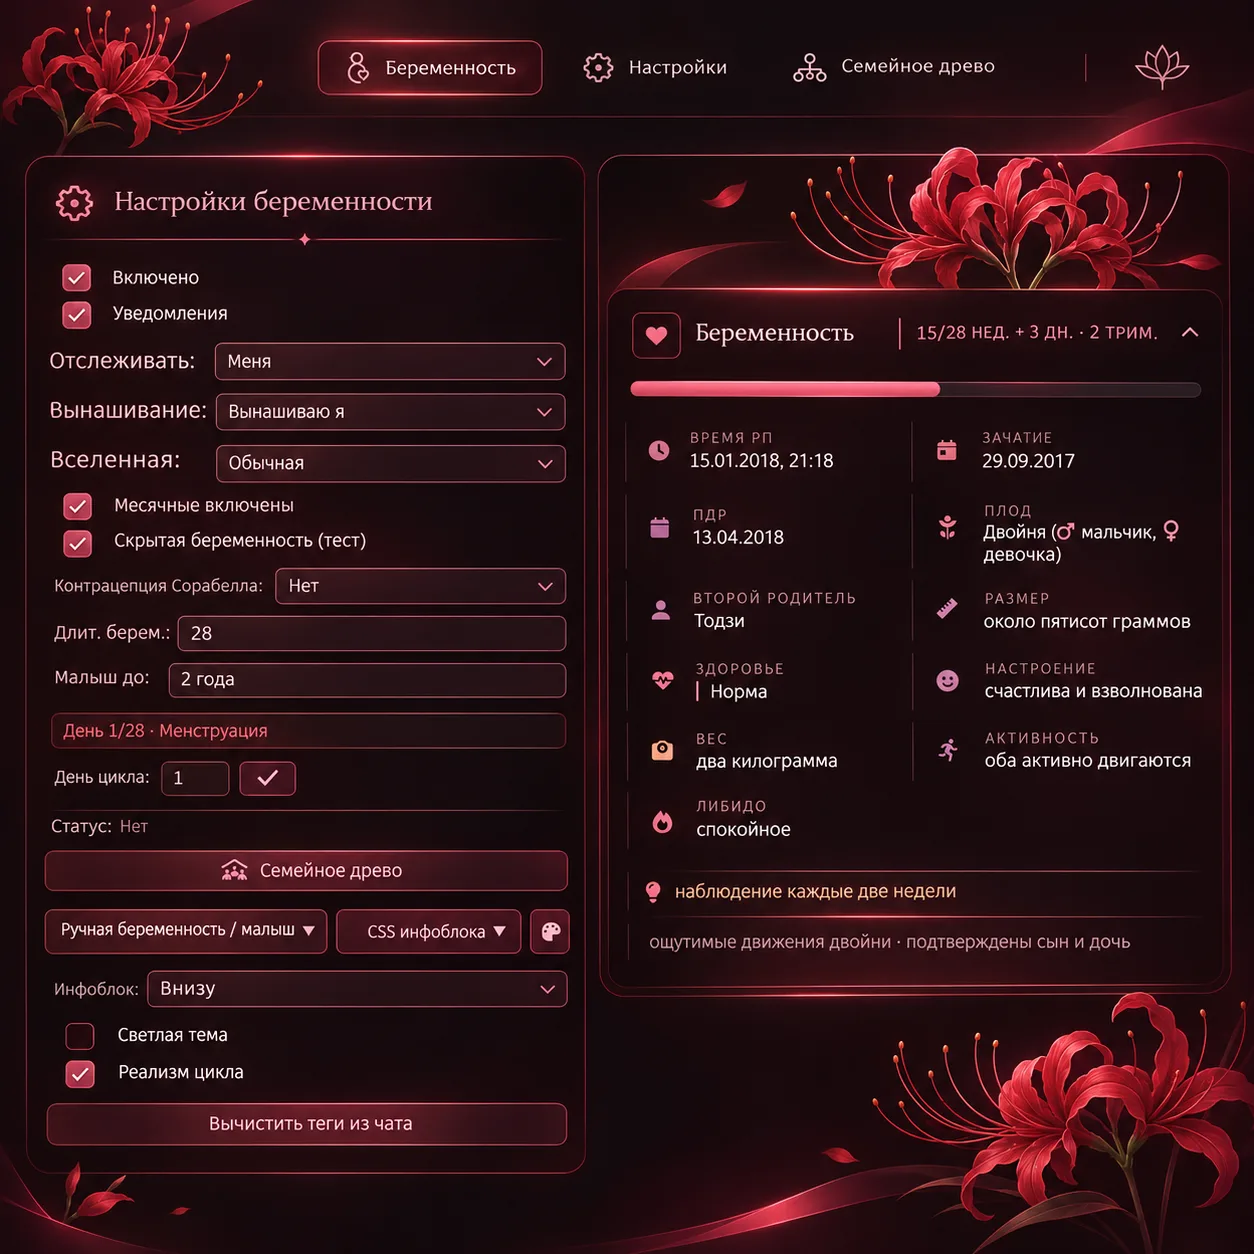 Беременность
Настройки
Семейное древо
Настройки беременности
Включено
Уведомления
Отслеживать: Меня
Вынашивание: Вынашиваю я
Вселенная: Обычная
Месячные включены
Скрытая беременность (тест)
Контрацепция Сорабелла: Нет
Длит. берем.: 28
Малыш до: 2 года
День 1/28 · Менструация
День цикла: 1
Статус: Нет
Семейное древо
Ручная беременность / малыш ▼ CSS инфоблока ▼
Инфоблок: Внизу
Светлая тема
Реализм цикла
Вычистить теги из чата
Беременность 15/28 НЕД. + 3 ДН. · 2 ТРИМ.
ВРЕМЯ РП
15.01.2018, 21:18
ЗАЧАТИЕ
29.09.2017
ПДР
13.04.2018
ПЛОД
Двойня (♂ мальчик, ♀
девочка)
ВТОРОЙ РОДИТЕЛЬ
Тодзи
РАЗМЕР
около пятисот граммов
ЗДОРОВЬЕ
Норма
НАСТРОЕНИЕ
счастлива и взволнована
ВЕС
два килограмма
АКТИВНОСТЬ
оба активно двигаются
ЛИБИДО
спокойное
наблюдение каждые две недели
ощутимые движения двойни · подтверждены сын и дочь